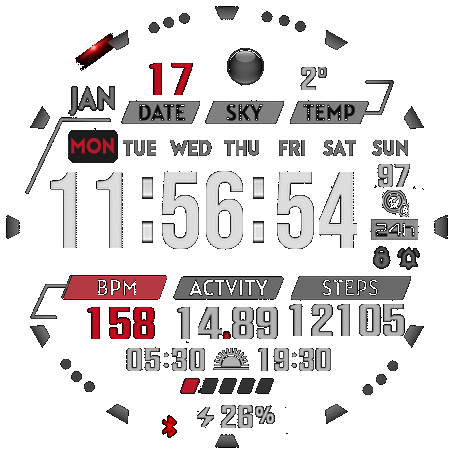 17 2°
JAN DATE SKY TEMP
MON TUE WED THU FRI SAT SUN
97
11:56:54
24h
BPM ACTVITY STEPS
158 14.89 12105
05:30 19:30
26%